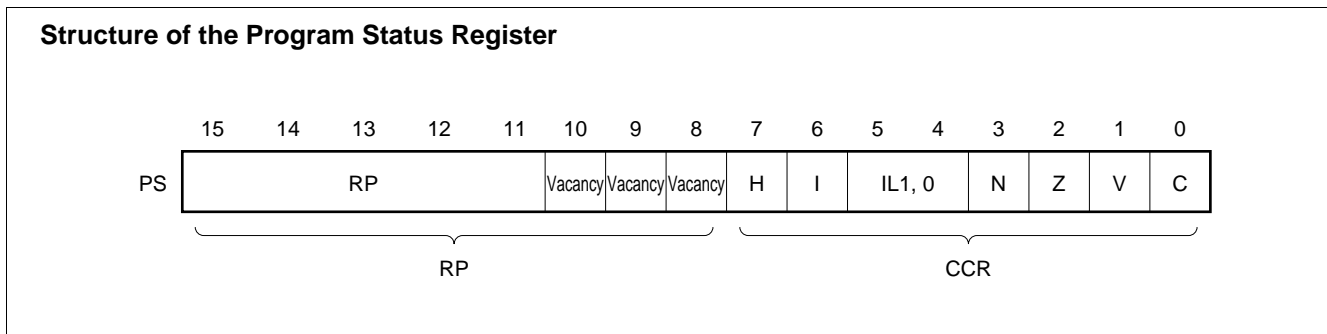 Structure of the Program Status Register
15 14 13 12 11 10 9 8 7 6 5 4 3 2 1 0
PS RP Vacancy Vacancy Vacancy H I IL1, 0 N Z V C
RP CCR